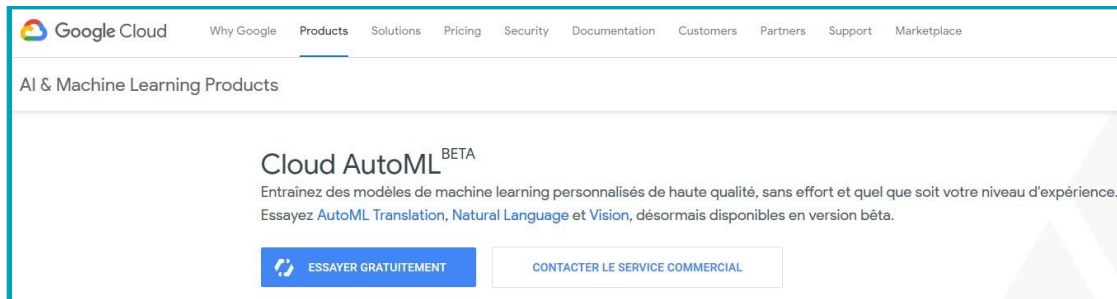 Google Cloud Why Google Products Solutions Pricing Security Documentation Customers Partners Support Marketplace
AI & Machine Learning Products
Cloud AutoML BETA
Entraînez des modèles de machine learning personnalisés de haute qualité, sans effort et quel que soit votre niveau d'expérience.
Essayez AutoML Translation, Natural Language et Vision, désormais disponibles en version bêta.
ESSAYER GRATUITEMENT CONTACTER LE SERVICE COMMERCIAL